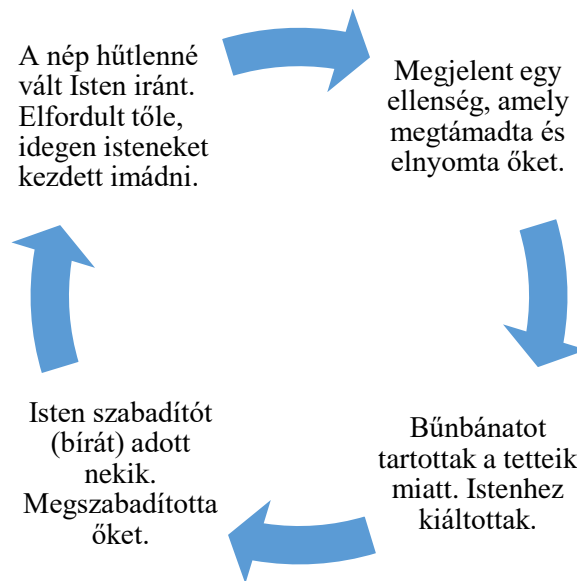 A nép hűtlenné
vált Isten iránt.
Elfordult tőle,
idegen isteneket
kezdett imádni.
Megjelent egy
ellenség, amely
megtámadta és
elnyomta őket.
Bűnbánatot
tartottak a tetteik
miatt. Istenhez
kiáltottak.
Isten szabadítót
(bírát) adott
nekik.
Megszabadította
őket.